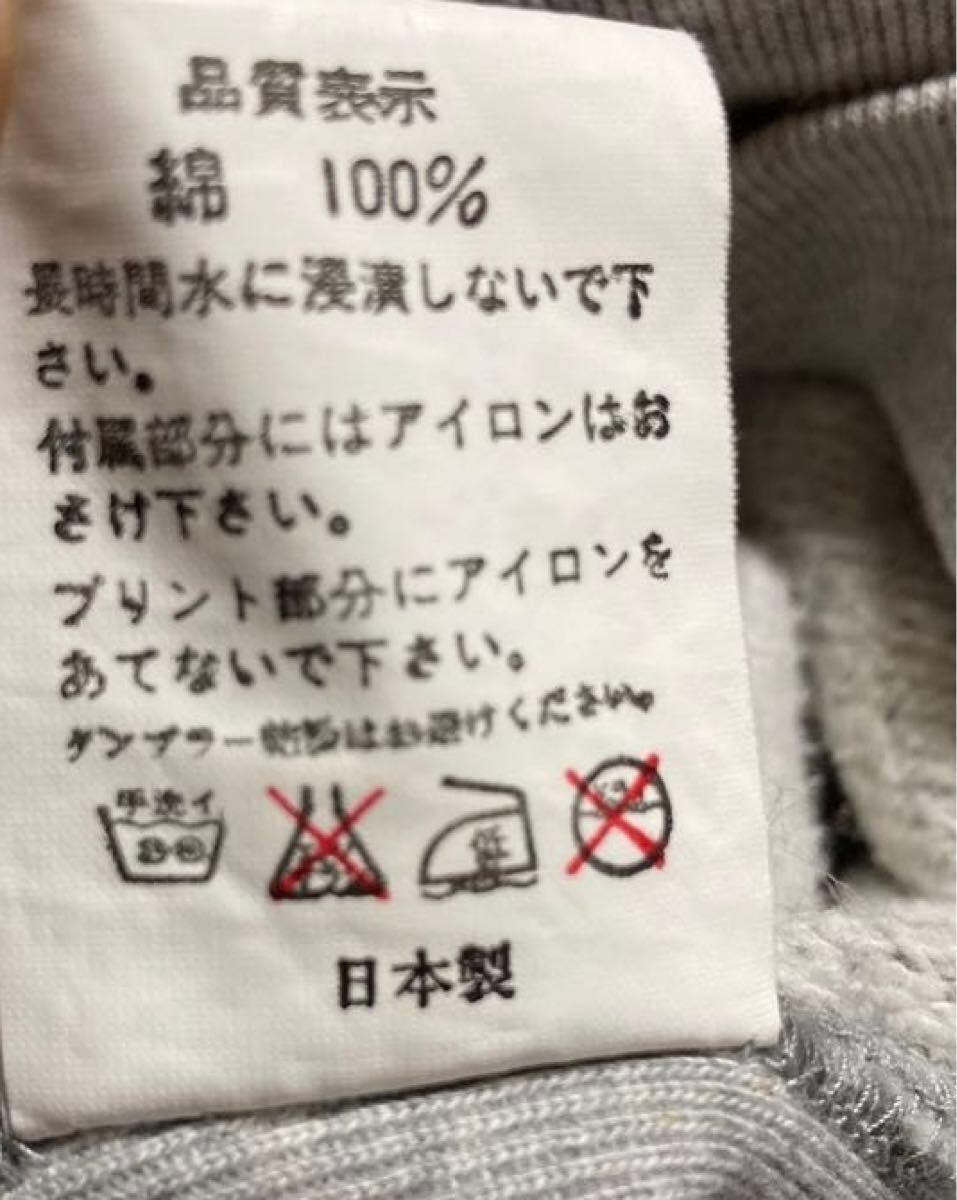 品質表示
綿 100%
長時間水に浸漬しないで下
さい。
付属部分にはアイロンはお
さけ下さい。
プリント部分にアイロンを
あてないで下さい。
タンブラー乾燥はお避けください。
手洗イ
低
日本製